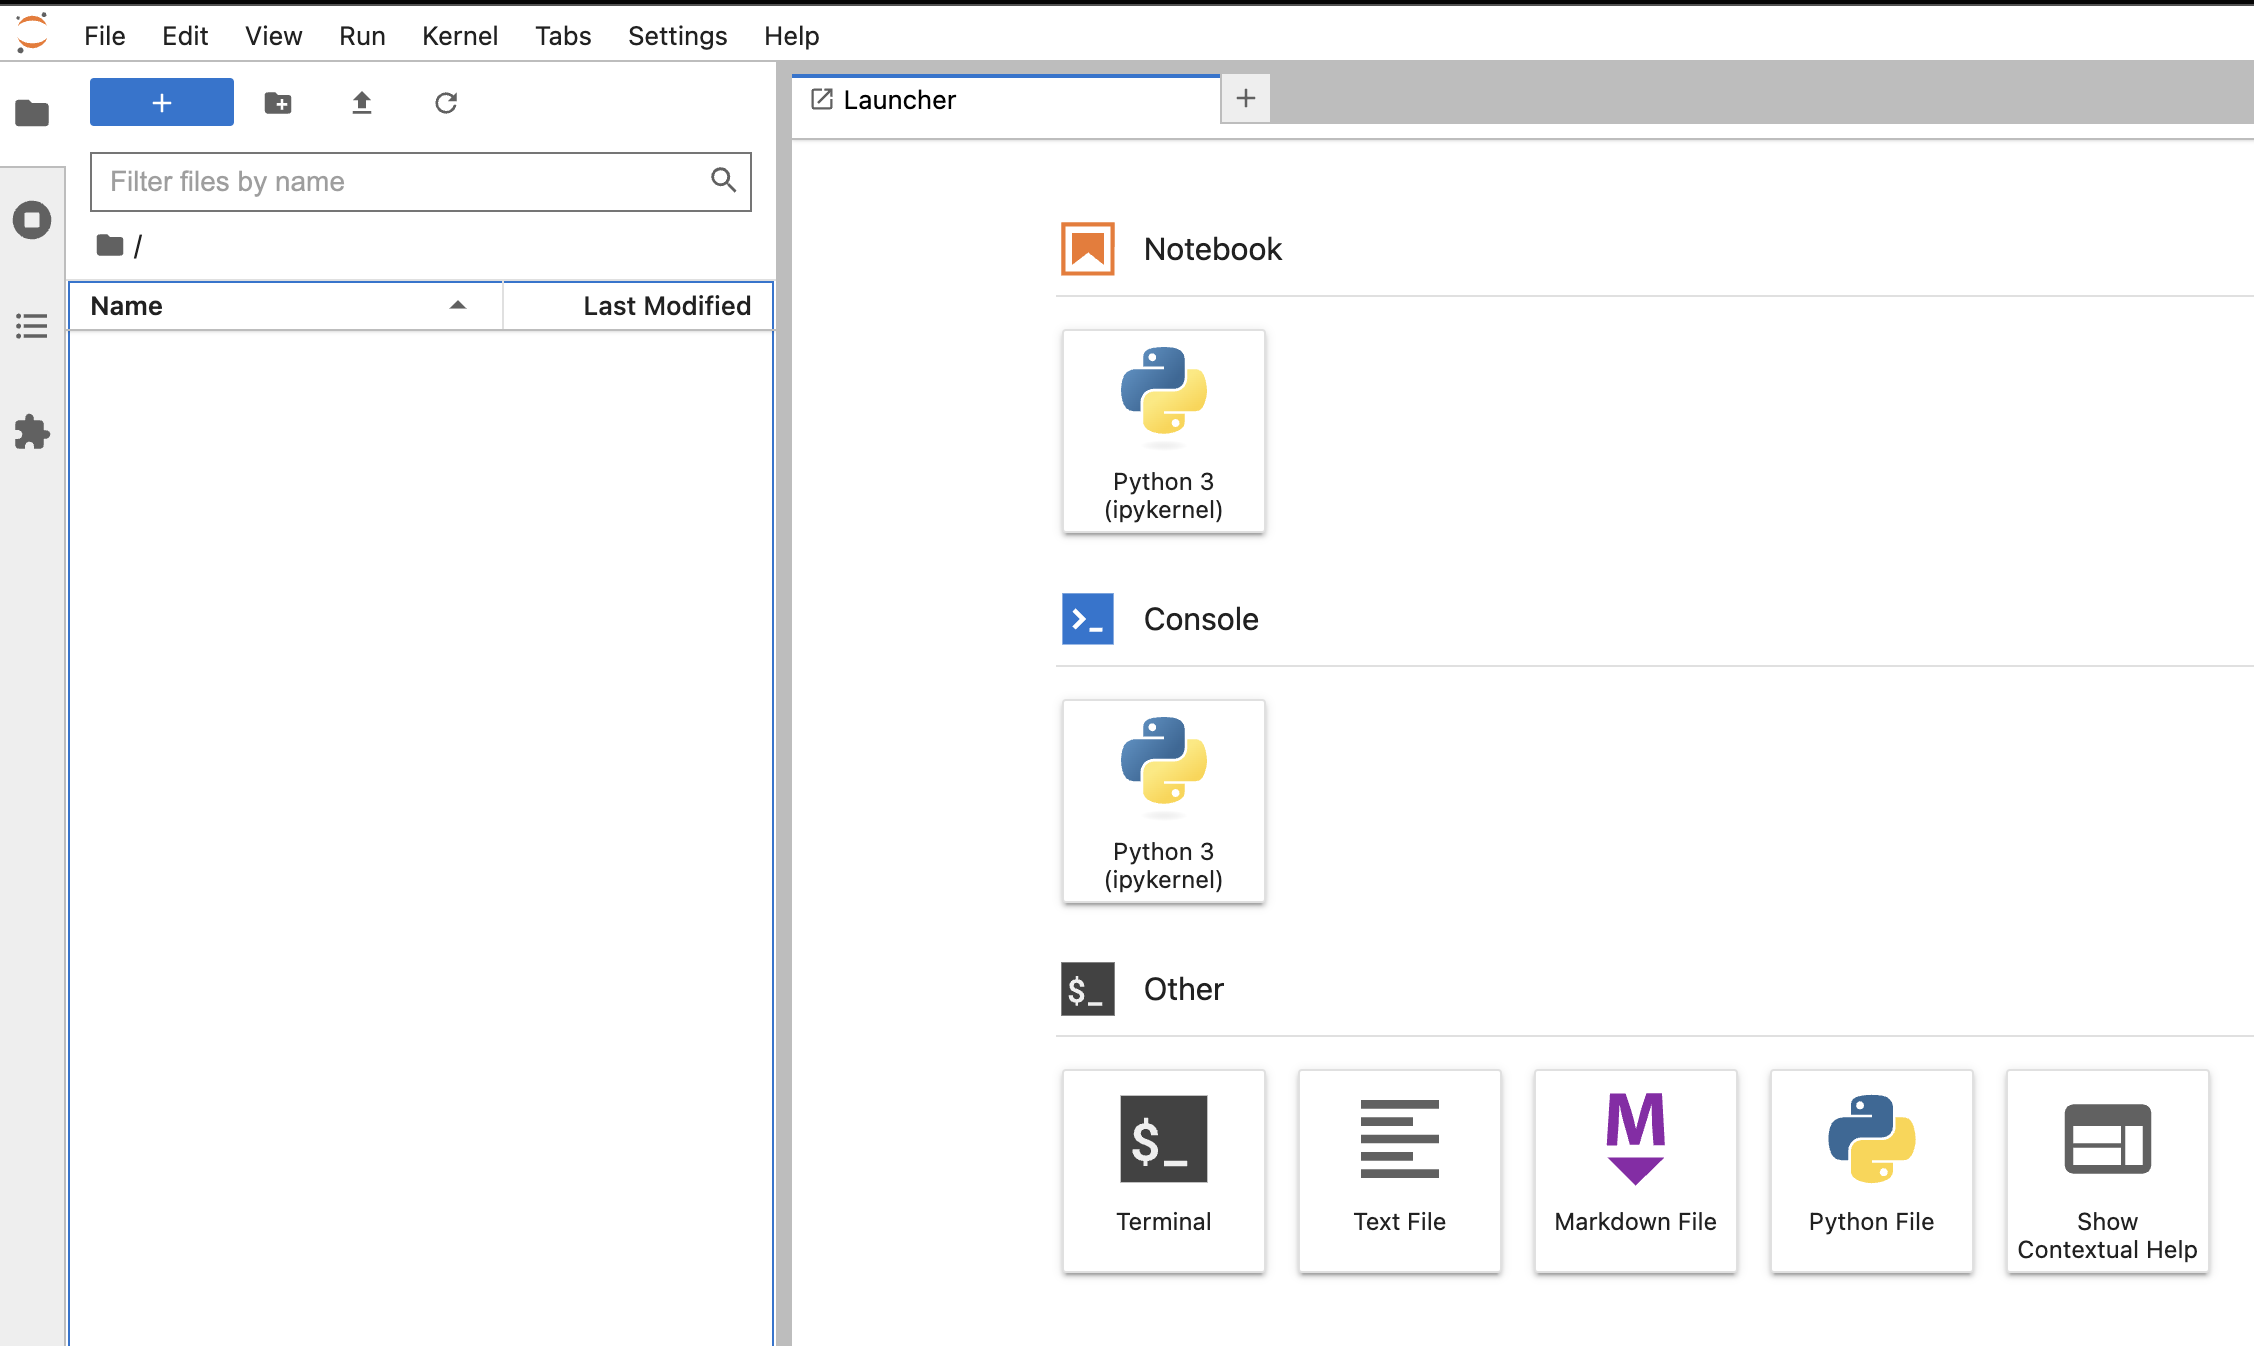 File Edit View Run Kernel Tabs Settings Help
Launcher
Filter files by name
/
Name Last Modified
Notebook
Python 3
(ipykernel)
Console
Python 3
(ipykernel)
$_ Other
$_
M
Terminal
Text File
Markdown File
Python File
Show
Contextual Help